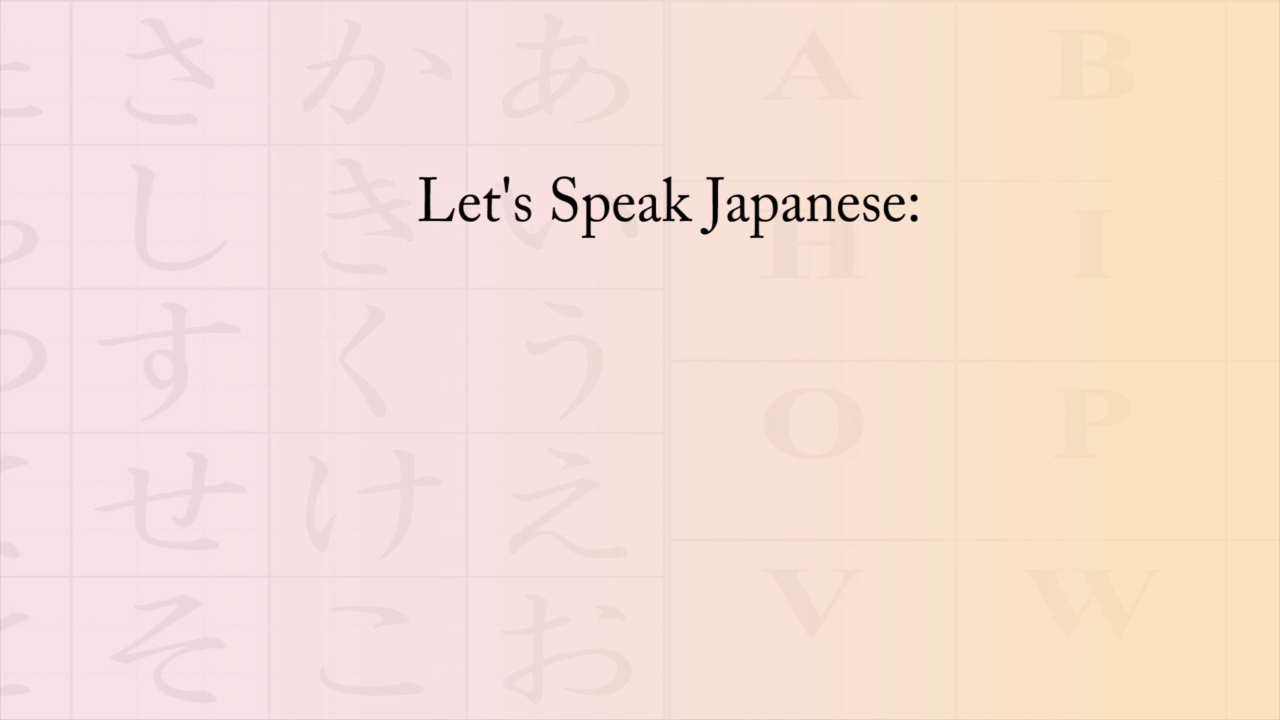 Let's Speak Japanese:
さ か あ A B
し き い H I
す く う O P
せ け え V W
そ こ お